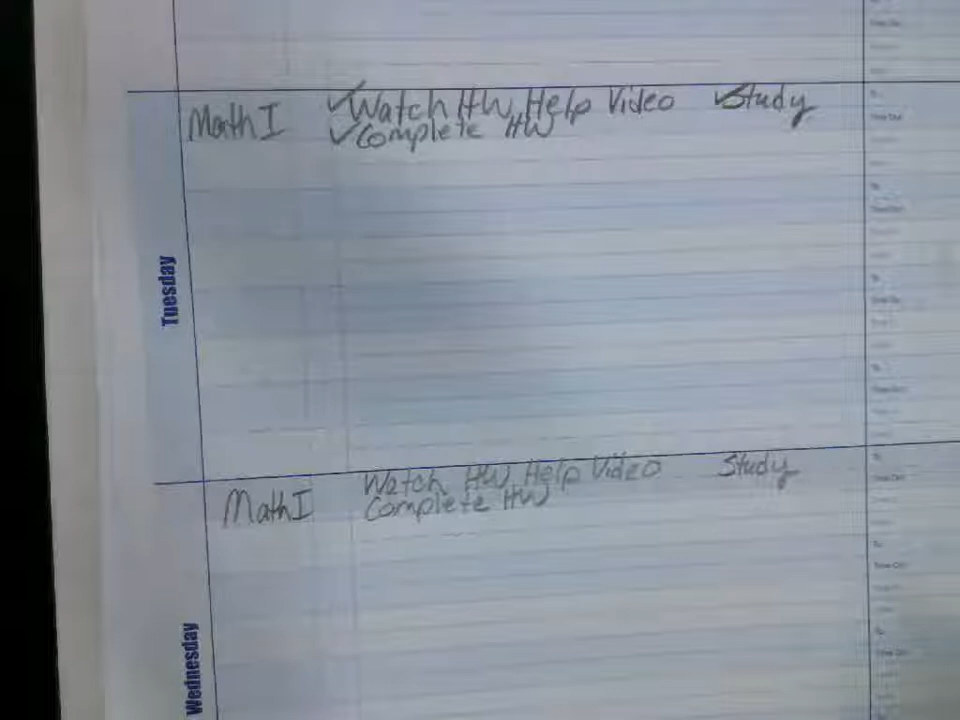 Math I ✓Watch HW Help Video ✓Study
✓Complete HW
Tuesday
Math I Watch HW Help Video Study
Complete HW
Wednesday